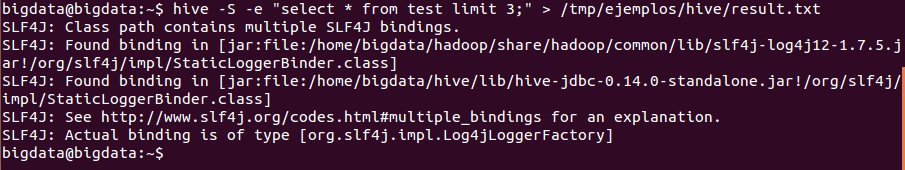 bigdata@bigdata:~$ hive -S -e "select * from test limit 3;" > /tmp/ejemplos/hive/result.txt
SLF4J: Class path contains multiple SLF4J bindings.
SLF4J: Found binding in [jar:file:/home/bigdata/hadoop/share/hadoop/common/lib/slf4j-log4j12-1.7.5.j
ar!/org/slf4j/impl/StaticLoggerBinder.class]
SLF4J: Found binding in [jar:file:/home/bigdata/hive/lib/hive-jdbc-0.14.0-standalone.jar!/org/slf4j/
impl/StaticLoggerBinder.class]
SLF4J: See http://www.slf4j.org/codes.html#multiple_bindings for an explanation.
SLF4J: Actual binding is of type [org.slf4j.impl.Log4jLoggerFactory]
bigdata@bigdata:~$